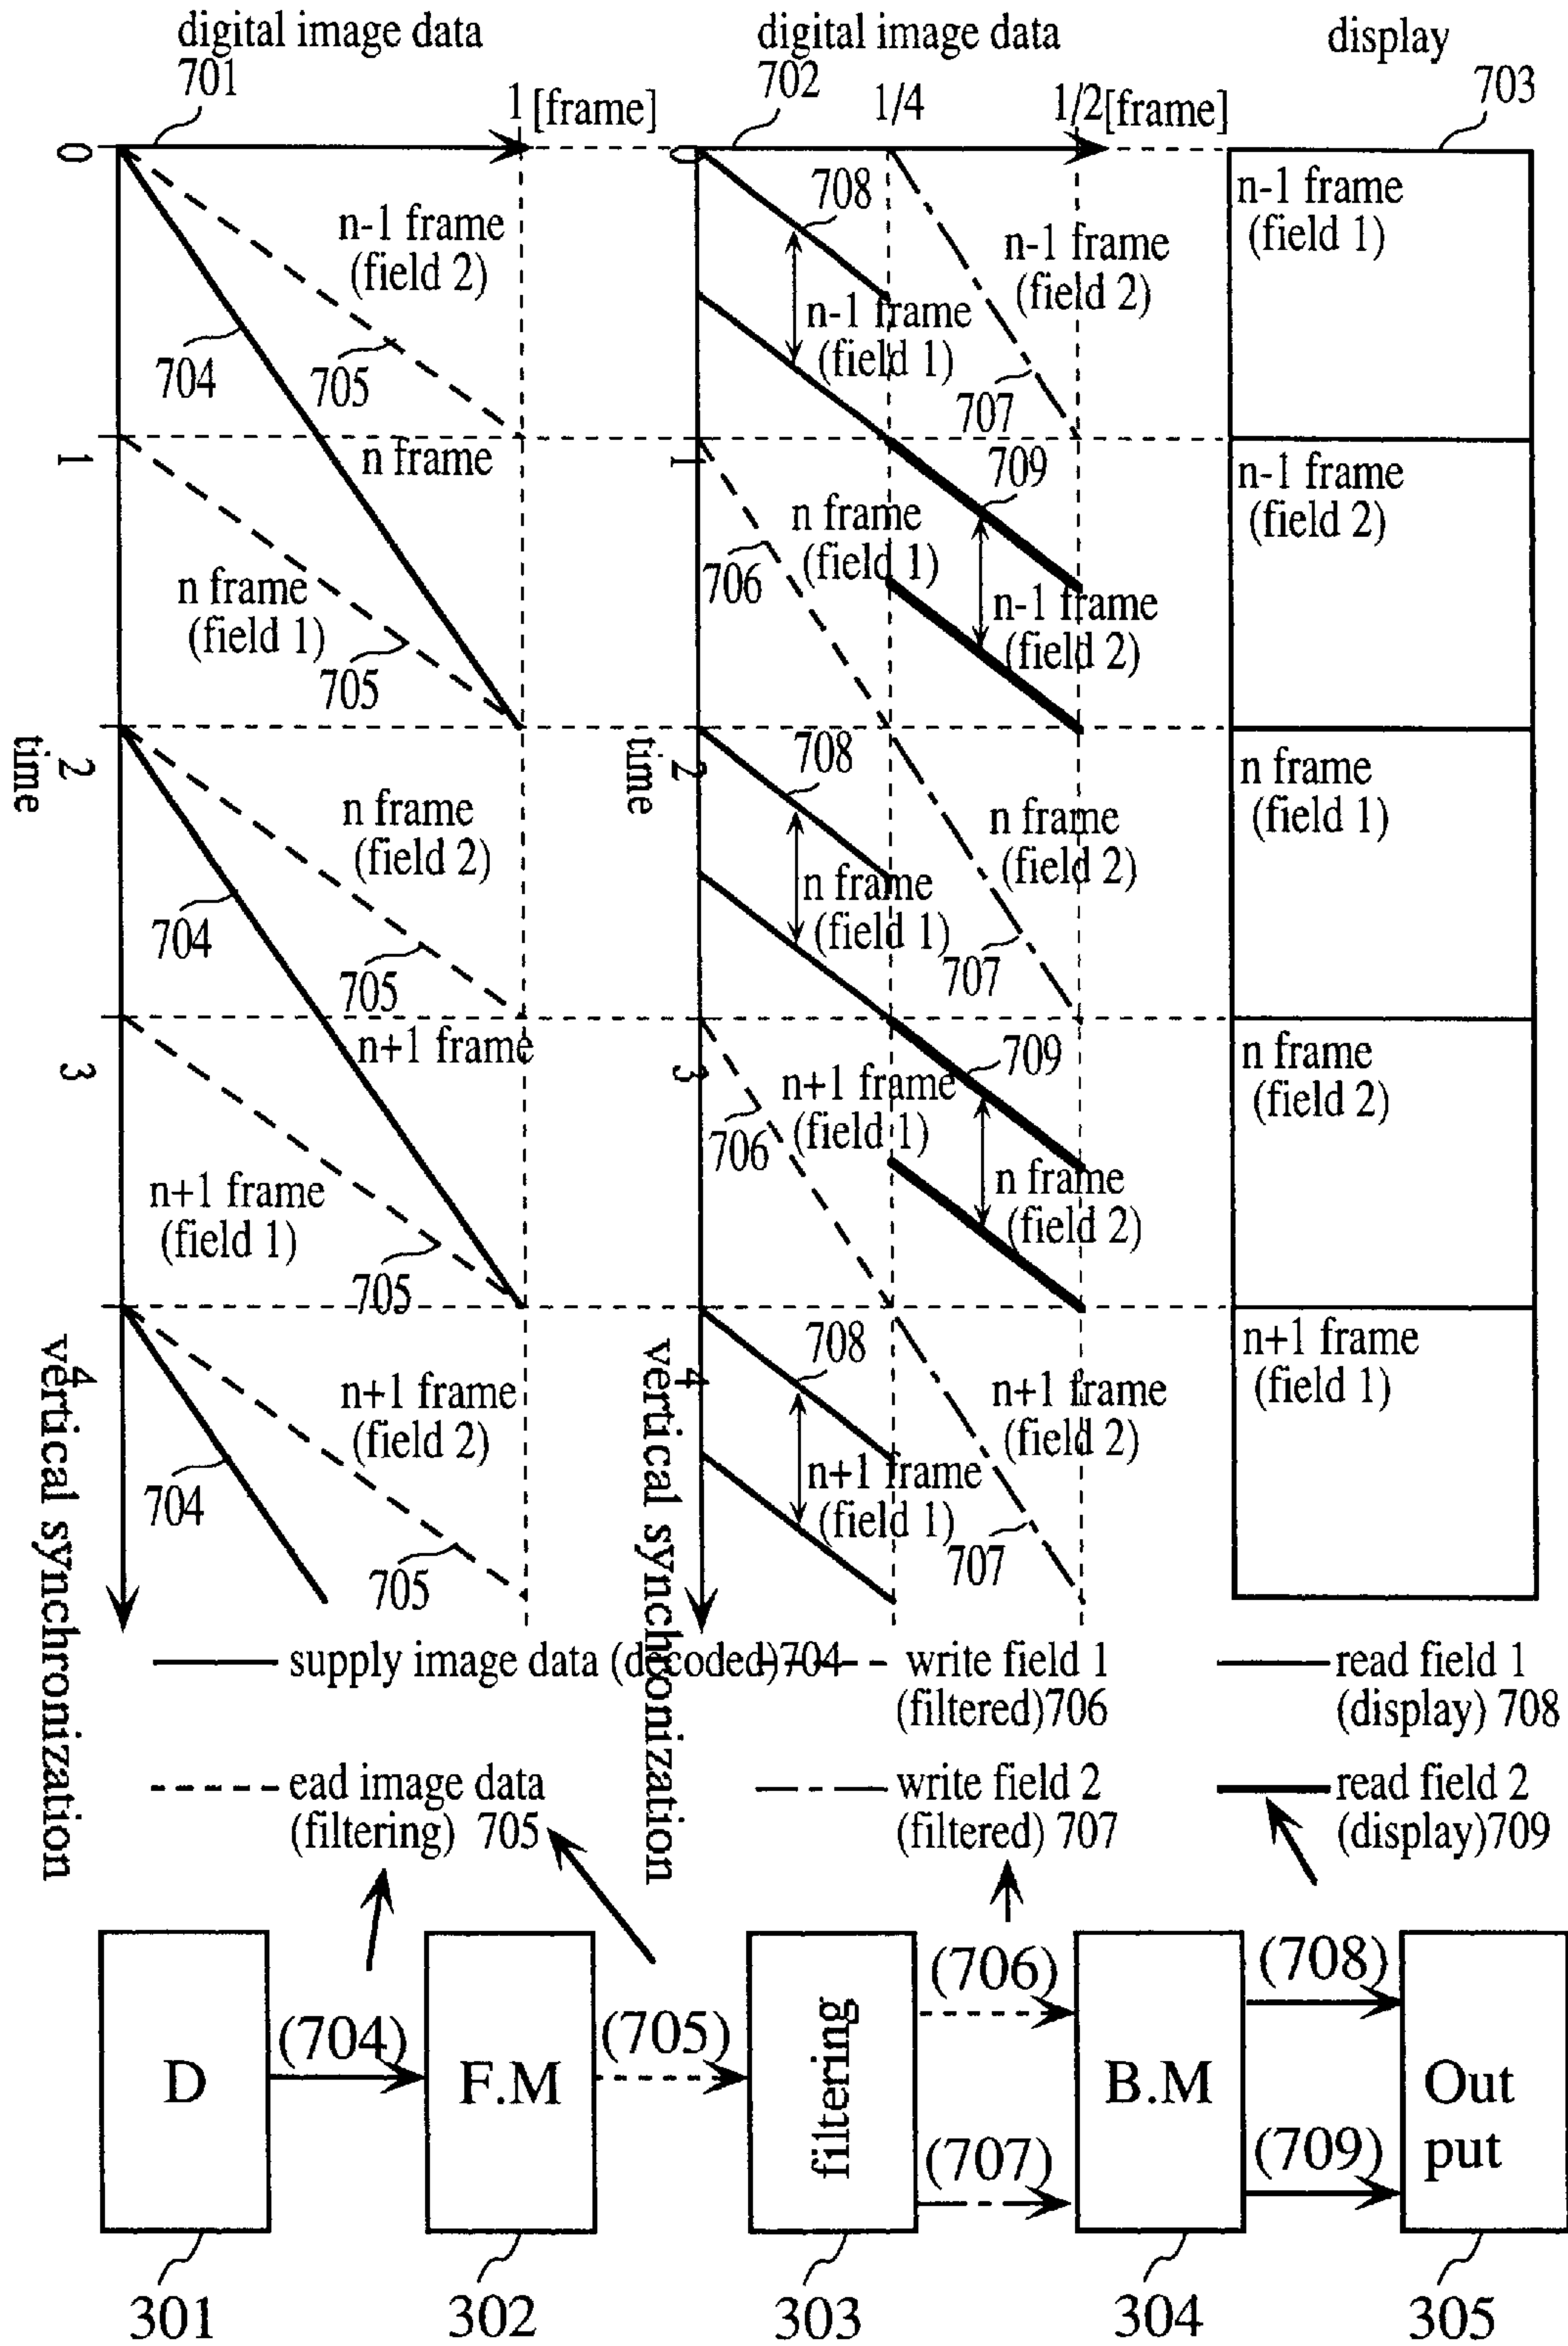 digital image data
701
1 [frame]
digital image data
702
1/4
1/2 [frame]
display
703
0
0
n-1 frame
(field 2)
704
705
708
n-1 frame
(field 1)
n-1 frame
(field 2)
707
n-1 frame
(field 1)
1
n frame
n frame
(field 1)
705
1
706
n frame
(field 1)
709
n-1 frame
(field 2)
n-1 frame
(field 2)
2
time
n frame
(field 2)
704
705
2
time
708
n frame
(field 1)
n frame
(field 2)
707
n frame
(field 1)
3
n+1 frame
n+1 frame
(field 1)
705
3
706
n+1 frame
(field 1)
709
n frame
(field 2)
n frame
(field 2)
4
vertical synchronization
n+1 frame
(field 2)
704
705
4
vertical synchronization
708
n+1 frame
(field 1)
n+1 frame
(field 2)
707
n+1 frame
(field 1)
supply image data (decoded)704
write field 1
(filtered)706
read field 1
(display) 708
ead image data
(filtering) 705
write field 2
(filtered) 707
read field 2
(display)709
D
(704)
F.M
(705)
filtering
(706)
(707)
B.M
(708)
(709)
Out
put
301
302
303
304
305